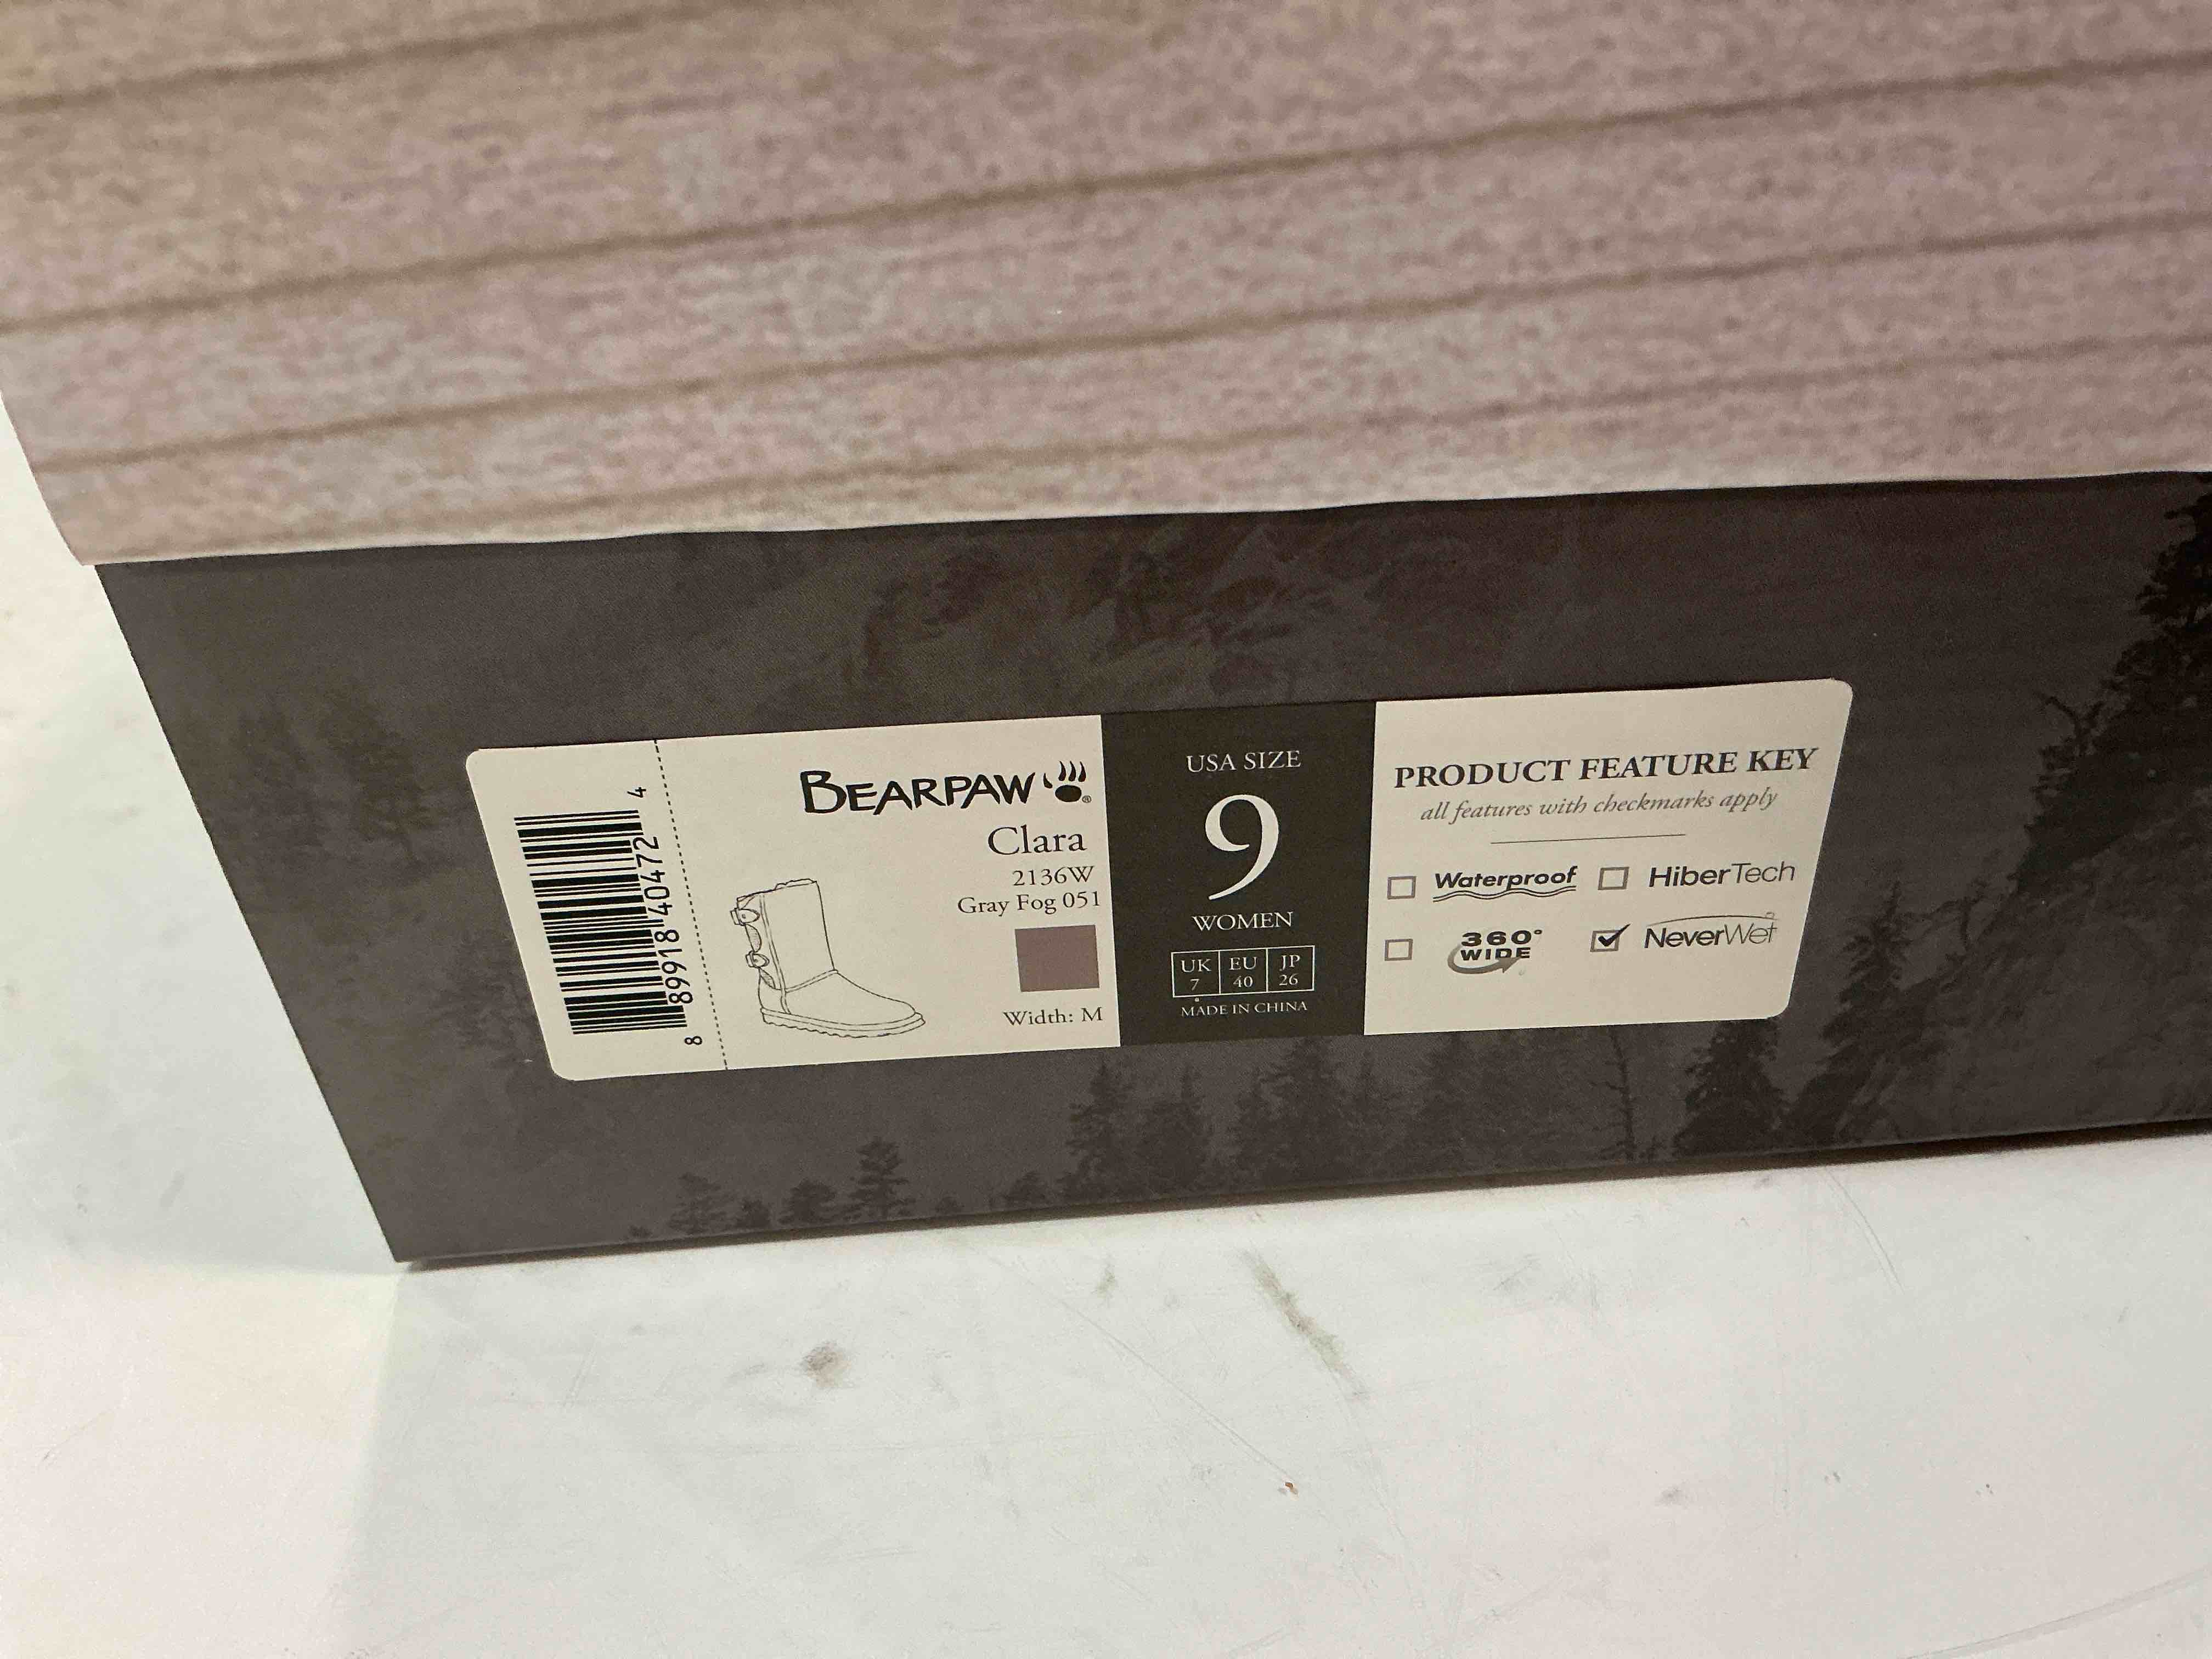 8 89918 40472 4
BEARPAW®
Clara
2136W
Gray Fog 051
Width: M
USA SIZE
9
WOMEN
UK EU JP
7 40 26
MADE IN CHINA
PRODUCT FEATURE KEY
all features with checkmarks apply
Waterproof
HiberTech
360°
WIDE
NeverWet